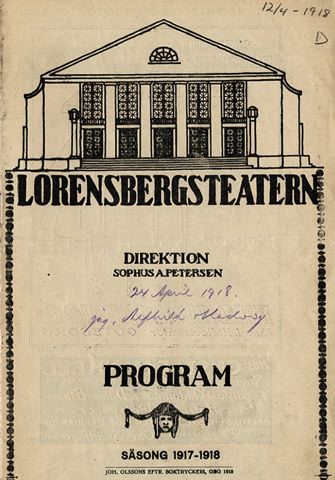 12/4 - 1918
D
LORENSBERGSTEATERN
DIREKTION
SOPHUS A. PETERSEN
24 April 1918.
jag,
PROGRAM
SÄSONG 1917-1918
JOH. OLSSONS EFTR. BOKTRYCKERI, GBG 1918